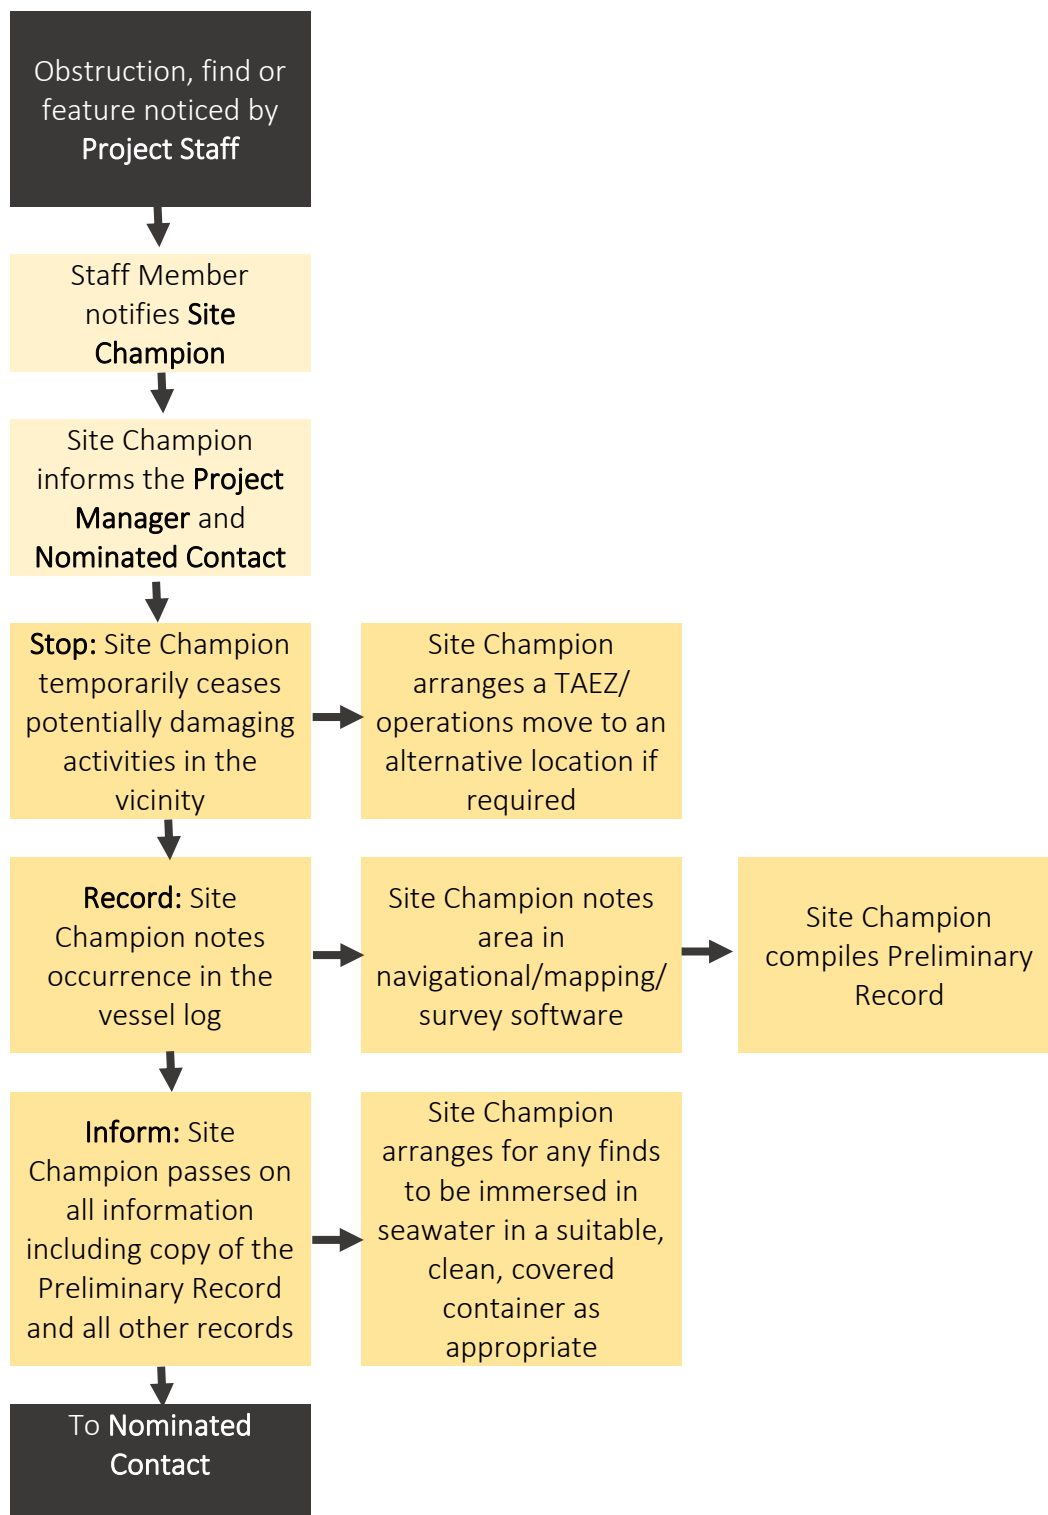 Obstruction, find or
feature noticed by
Project Staff
Staff Member
notifies Site
Champion
Site Champion
informs the Project
Manager and
Nominated Contact
Stop: Site Champion
temporarily ceases
potentially damaging
activities in the
vicinity
Site Champion
arranges a TAEZ/
operations move to an
alternative location if
required
Record: Site
Champion notes
occurrence in the
vessel log
Site Champion notes
area in
navigational/mapping/
survey software
Site Champion
compiles Preliminary
Record
Inform: Site
Champion passes on
all information
including copy of the
Preliminary Record
and all other records
Site Champion
arranges for any finds
to be immersed in
seawater in a suitable,
clean, covered
container as
appropriate
To Nominated
Contact